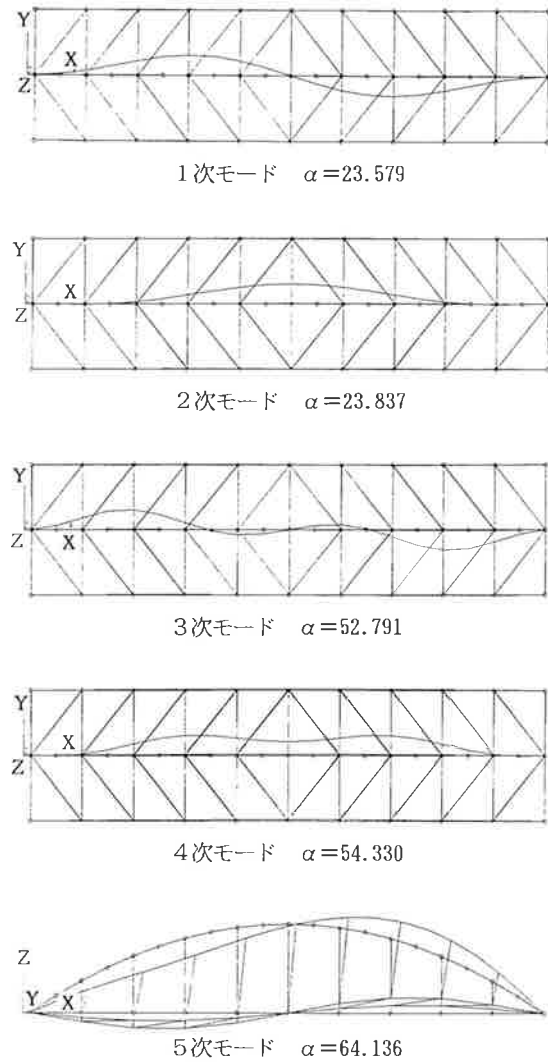 Y
X
Z
1次モード α=23.579
Y
X
Z
2次モード α=23.837
Y
Z X
3次モード α=52.791
Y
X
Z
4次モード α=54.330
Z
Y X
5次モード α=64.136